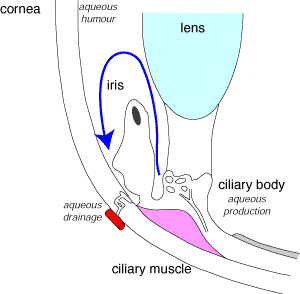 cornea
aqueous
humour
lens
iris
ciliary body
aqueous
production
aqueous
drainage
ciliary muscle